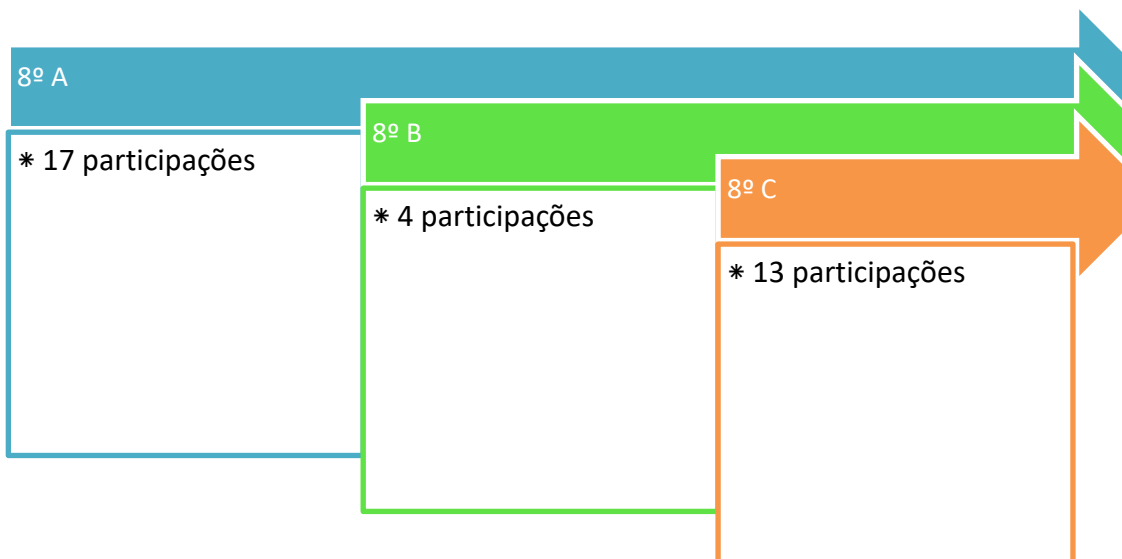 8º A
* 17 participações
8º B
* 4 participações
8º C
* 13 participações